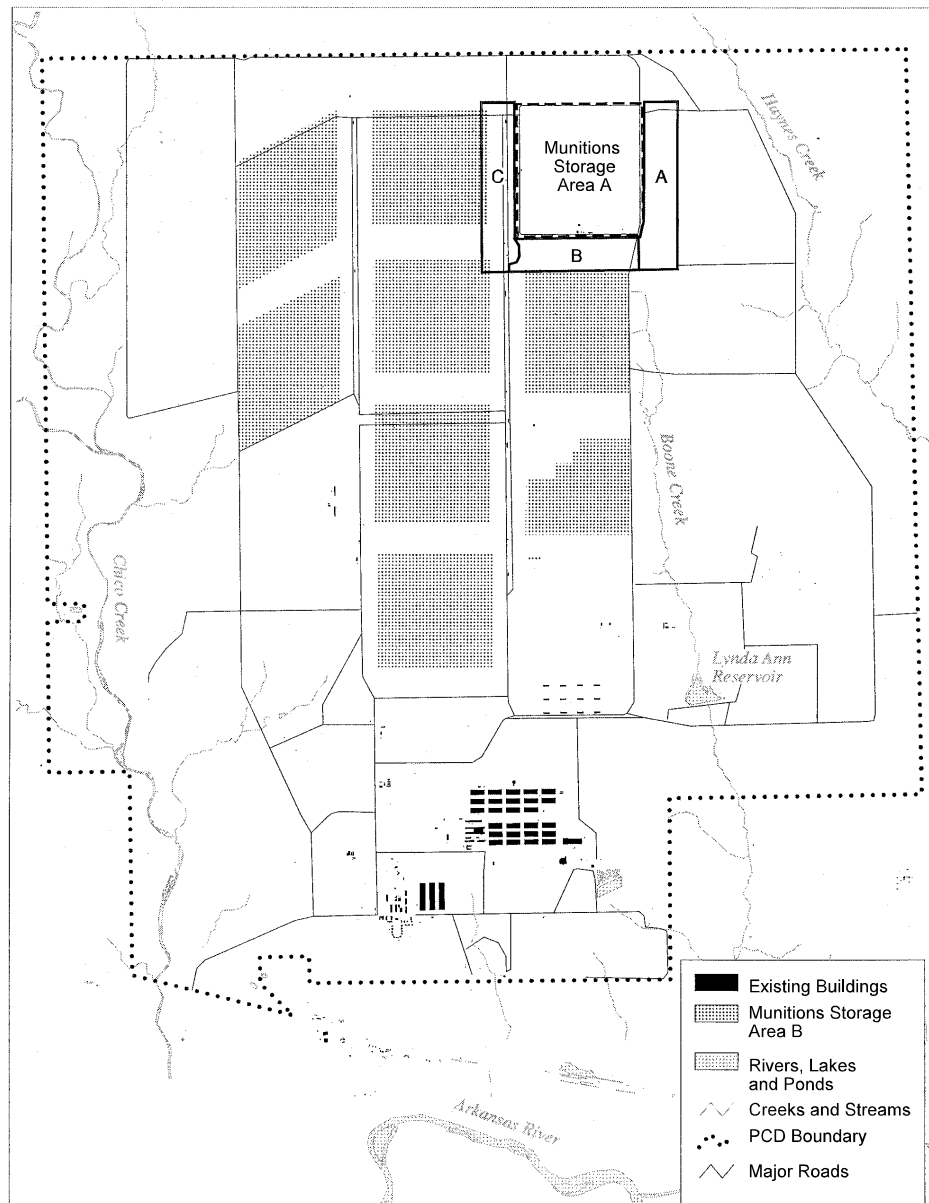 Haynes Creek
Munitions
Storage
Area A
C
A
B
Boone Creek
Chico Creek
Lynda Ann
Reservoir
Arkansas River
Existing Buildings
Munitions Storage
Area B
Rivers, Lakes
and Ponds
Creeks and Streams
PCD Boundary
Major Roads